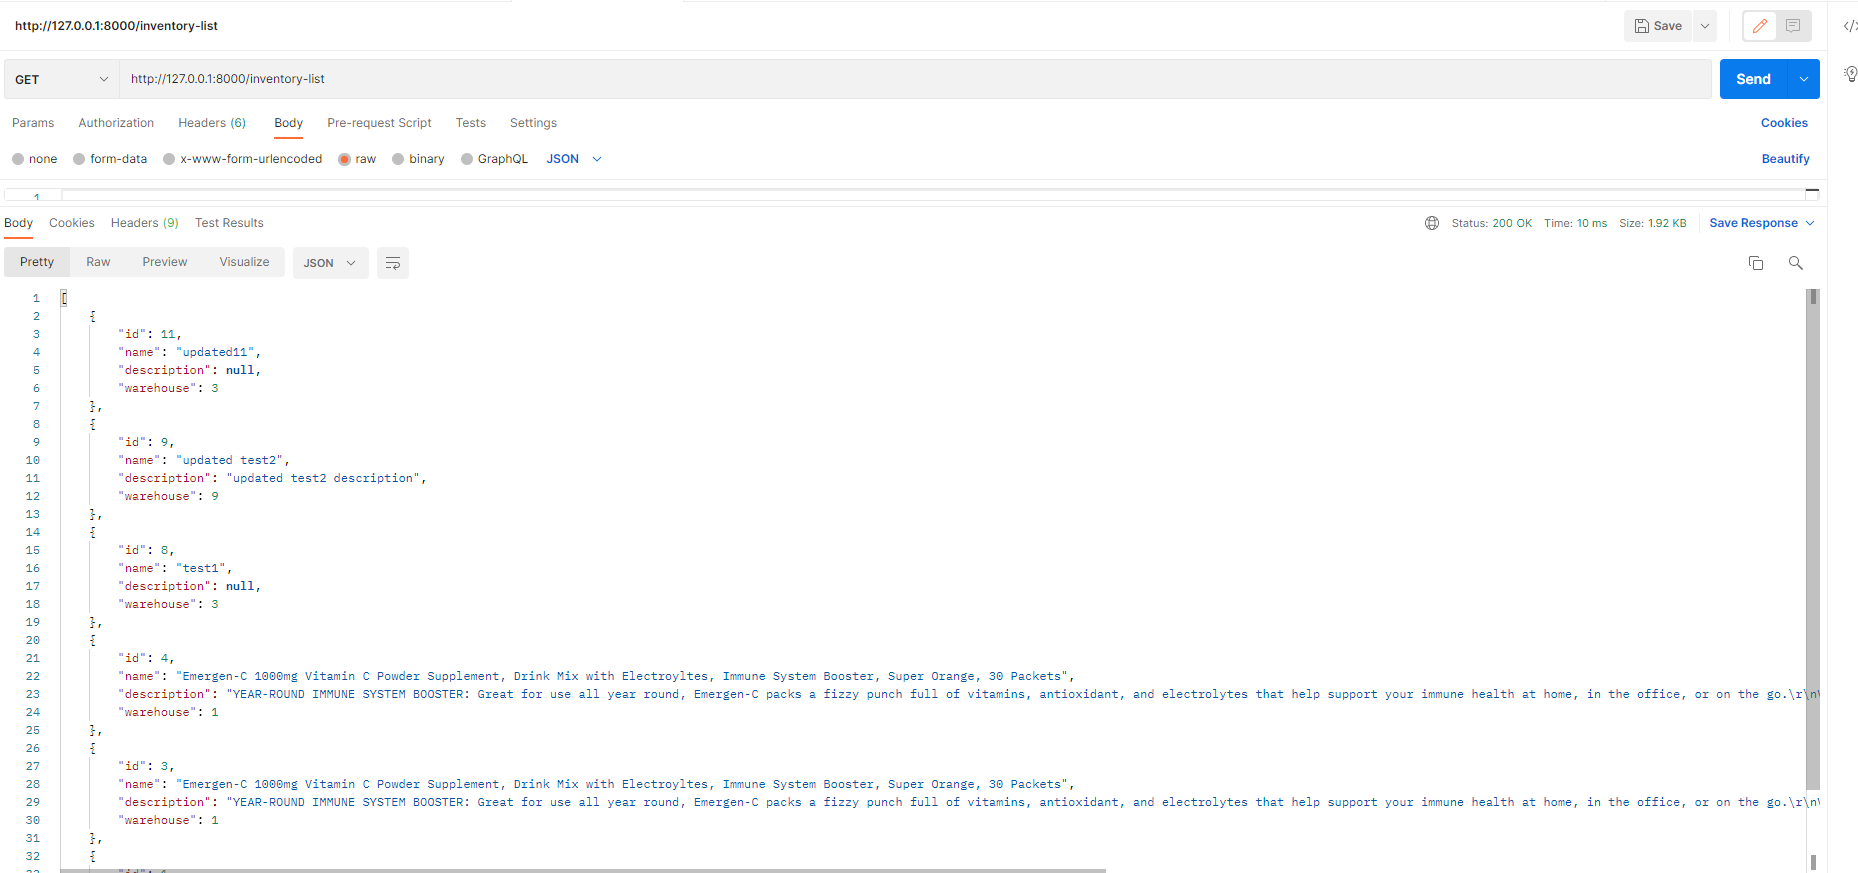 http://127.0.0.1:8000/inventory-list
Save
GET http://127.0.0.1:8000/inventory-list Send
Params Authorization Headers (6) Body Pre-request Script Tests Settings Cookies
none form-data x-www-form-urlencoded raw binary GraphQL JSON Beautify
1
Body Cookies Headers (9) Test Results Status: 200 OK Time: 10 ms Size: 1.92 KB Save Response
Pretty Raw Preview Visualize JSON
1 [
2 {
3 "id": 11,
4 "name": "updated11",
5 "description": null,
6 "warehouse": 3
7 },
8 {
9 "id": 9,
10 "name": "updated test2",
11 "description": "updated test2 description",
12 "warehouse": 9
13 },
14 {
15 "id": 8,
16 "name": "test1",
17 "description": null,
18 "warehouse": 3
19 },
20 {
21 "id": 4,
22 "name": "Emergen-C 1000mg Vitamin C Powder Supplement, Drink Mix with Electroyltes, Immune System Booster, Super Orange, 30 Packets",
23 "description": "YEAR-ROUND IMMUNE SYSTEM BOOSTER: Great for use all year round, Emergen-C packs a fizzy punch full of vitamins, antioxidant, and electrolytes that help support your immune health at home, in the office, or on the go.\r\n\
24 "warehouse": 1
25 },
26 {
27 "id": 3,
28 "name": "Emergen-C 1000mg Vitamin C Powder Supplement, Drink Mix with Electroyltes, Immune System Booster, Super Orange, 30 Packets",
29 "description": "YEAR-ROUND IMMUNE SYSTEM BOOSTER: Great for use all year round, Emergen-C packs a fizzy punch full of vitamins, antioxidant, and electrolytes that help support your immune health at home, in the office, or on the go.\r\n\
30 "warehouse": 1
31 },
32 {